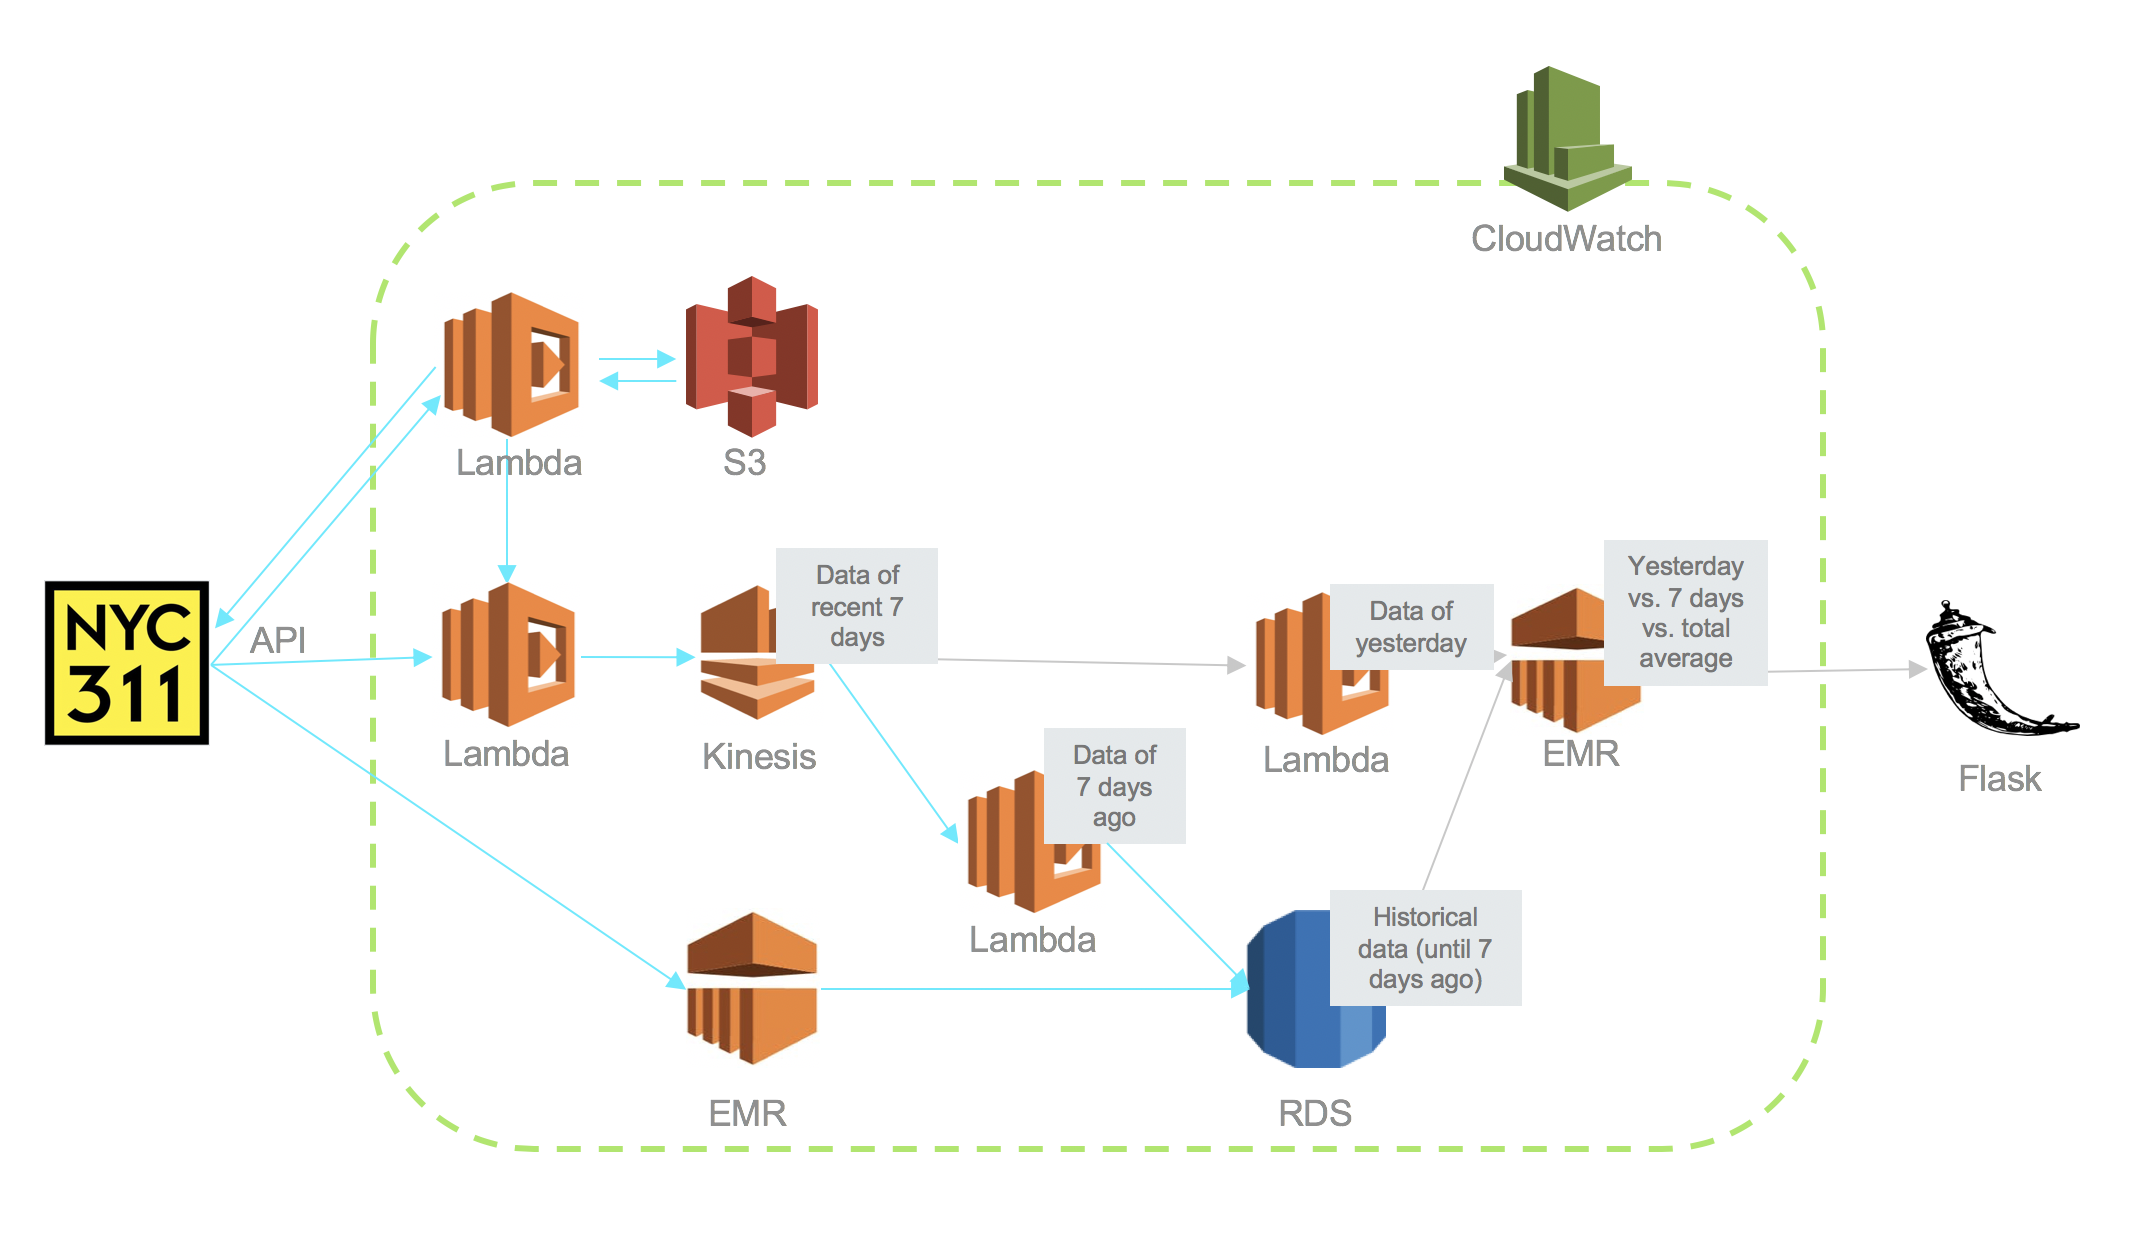 CloudWatch
Lambda
S3
NYC
311
API
Lambda
Kinesis
Data of
recent 7
days
Lambda
Data of
yesterday
EMR
Yesterday
vs. 7 days
vs. total
average
Flask
Lambda
Data of
7 days
ago
EMR
RDS
Historical
data (until 7
days ago)